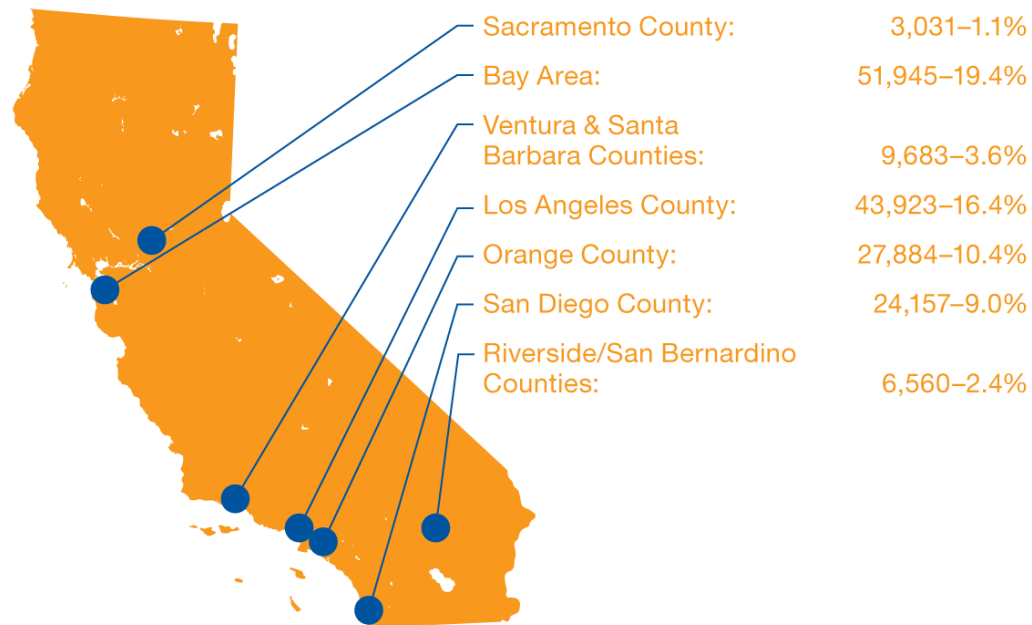 Sacramento County: 3,031–1.1%
Bay Area: 51,945–19.4%
Ventura & Santa
Barbara Counties: 9,683–3.6%
Los Angeles County: 43,923–16.4%
Orange County: 27,884–10.4%
San Diego County: 24,157–9.0%
Riverside/San Bernardino
Counties: 6,560–2.4%